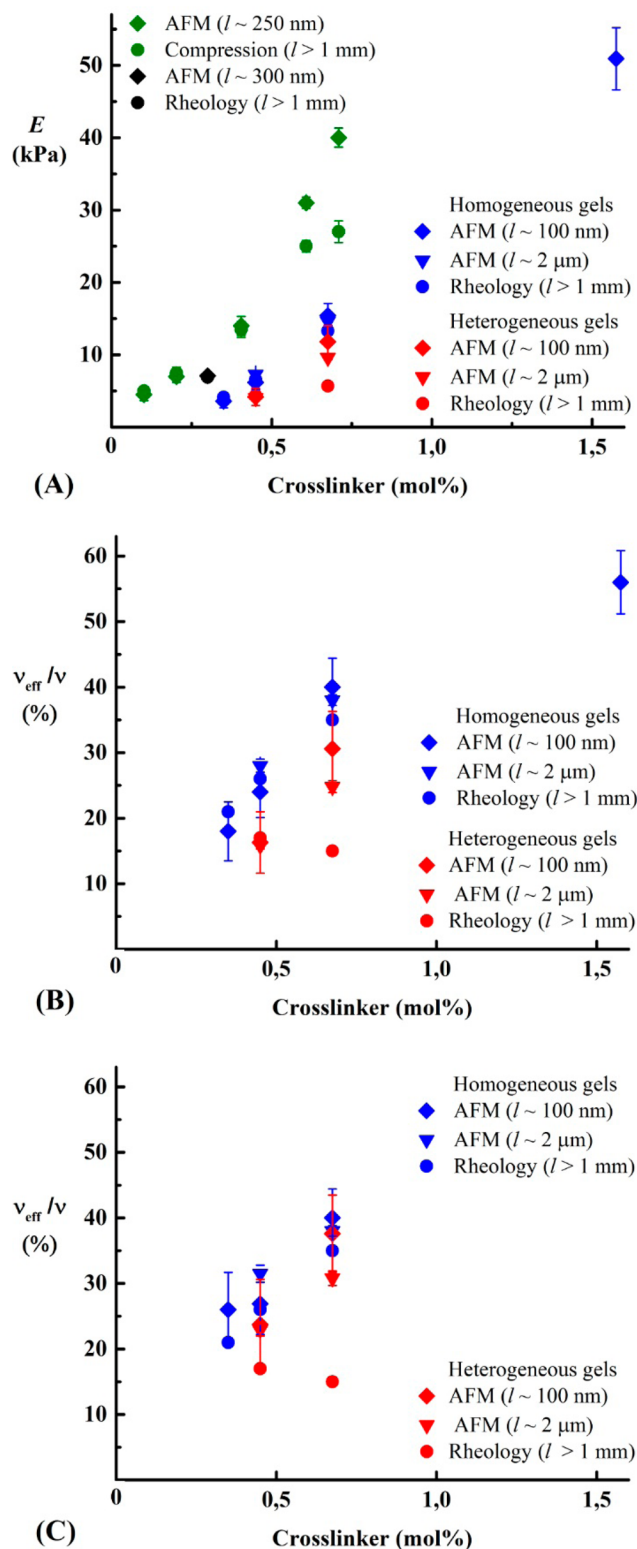 AFM (l ~ 250 nm)
Compression (l > 1 mm)
AFM (l ~ 300 nm)
Rheology (l > 1 mm)
E
(kPa)
50
40
30
20
10
0
0,5
1,0
1,5
Homogeneous gels
AFM (l ~ 100 nm)
AFM (l ~ 2 μm)
Rheology (l > 1 mm)
Heterogeneous gels
AFM (l ~ 100 nm)
AFM (l ~ 2 μm)
Rheology (l > 1 mm)
(A)
Crosslinker (mol%)
60
50
40
30
20
10
ν_eff /ν
(%)
Homogeneous gels
AFM (l ~ 100 nm)
AFM (l ~ 2 μm)
Rheology (l > 1 mm)
Heterogeneous gels
AFM (l ~ 100 nm)
AFM (l ~ 2 μm)
Rheology (l > 1 mm)
0
0,5
1,0
1,5
(B)
Crosslinker (mol%)
60
50
40
30
20
10
ν_eff /ν
(%)
Homogeneous gels
AFM (l ~ 100 nm)
AFM (l ~ 2 μm)
Rheology (l > 1 mm)
Heterogeneous gels
AFM (l ~ 100 nm)
AFM (l ~ 2 μm)
Rheology (l > 1 mm)
0
0,5
1,0
1,5
(C)
Crosslinker (mol%)